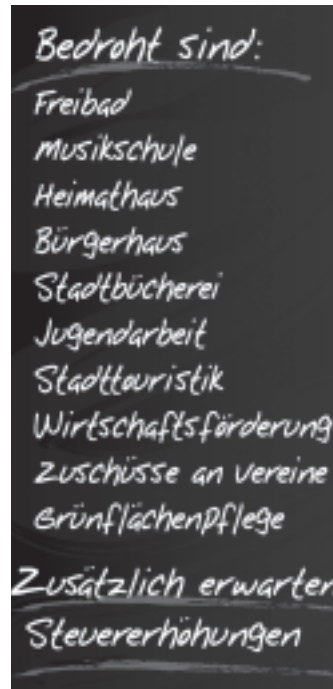 Bedroht sind:
Freibad
Musikschule
Heimathaus
Bürgerhaus
Stadtbücherei
Jugendarbeit
Stadttouristik
Wirtschaftsförderung
Zuschüsse an Vereine
Grünflächenpflege
Zusätzlich erwarten
Steuererhöhungen